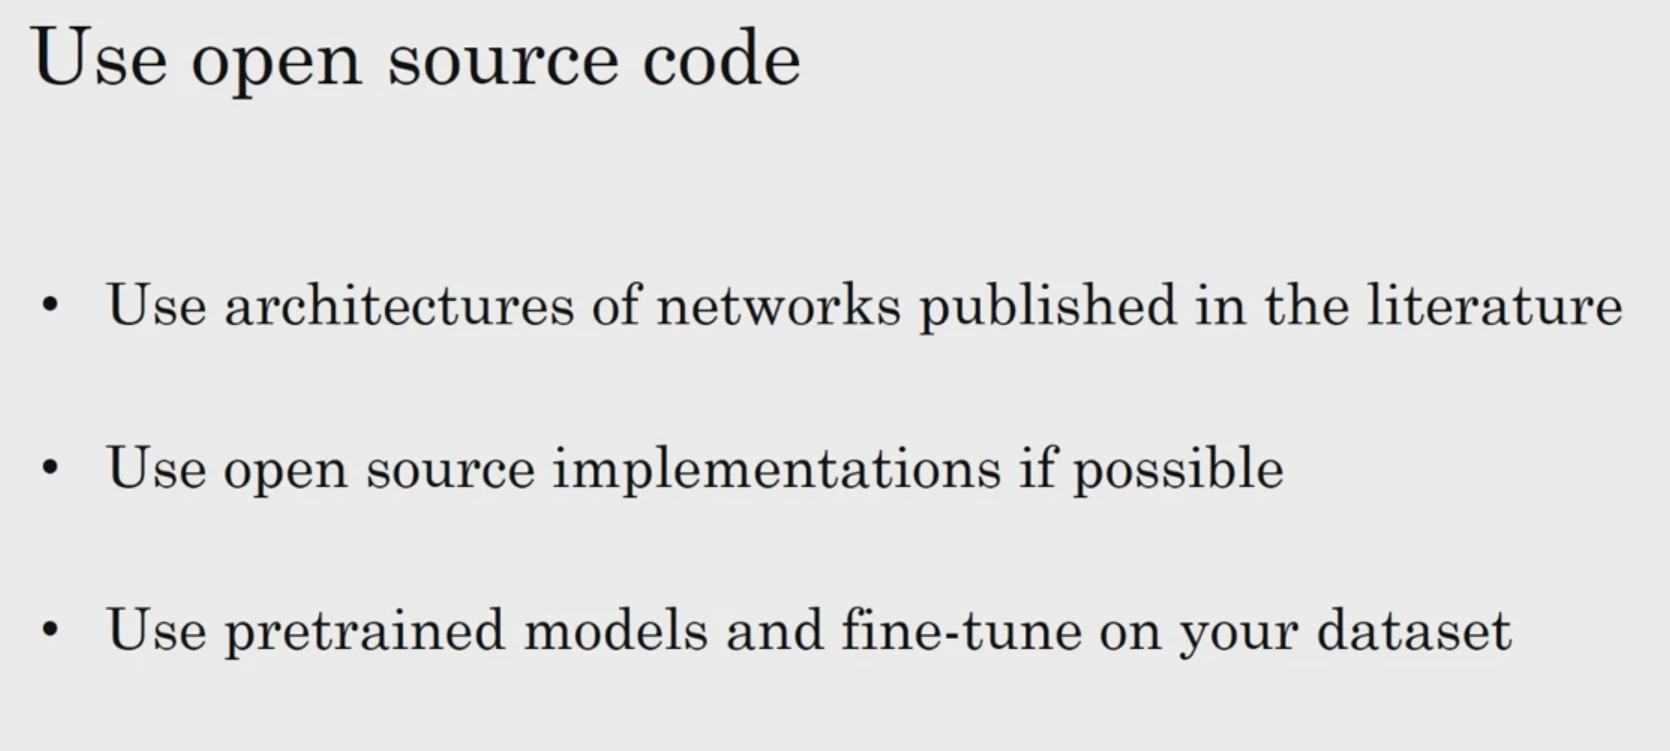 Use open source code
• Use architectures of networks published in the literature
• Use open source implementations if possible
• Use pretrained models and fine-tune on your dataset